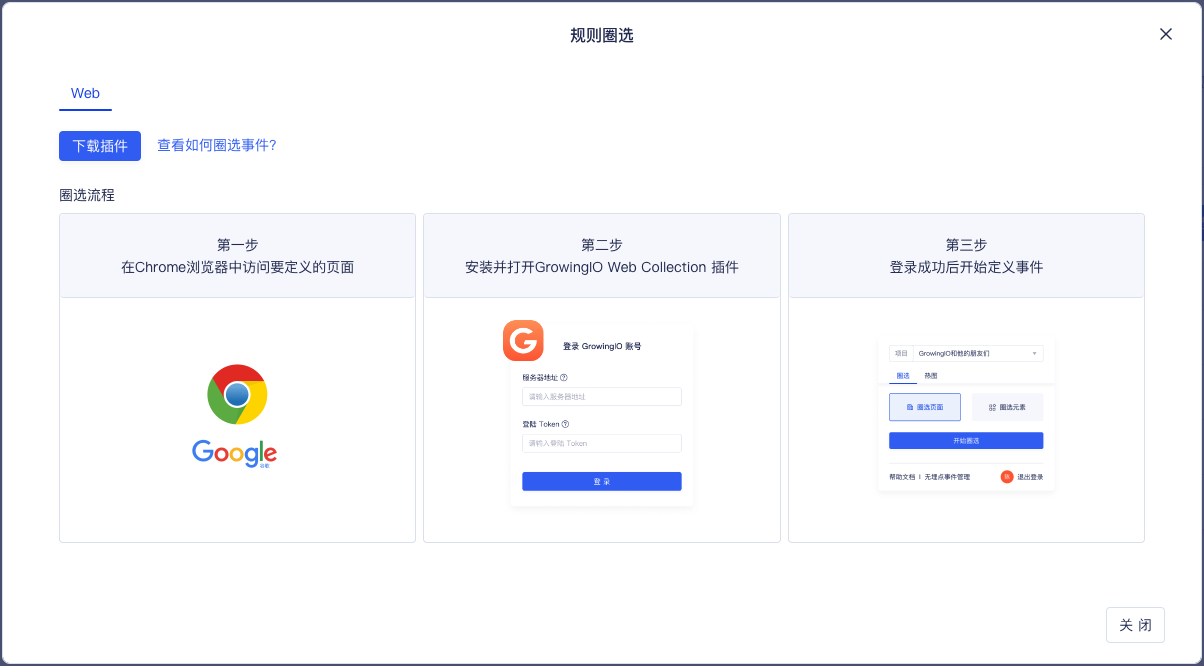 规则圈选
Web
下载插件
查看如何圈选事件?
圈选流程
第一步
在Chrome浏览器中访问要定义的页面
Google
谷歌
第二步
安装并打开GrowingIO Web Collection 插件
G
登录 GrowingIO 账号
服务器地址
请输入服务器地址
登陆 Token
请输入登陆 Token
登 录
第三步
登录成功后开始定义事件
项目 GrowingIO和他的朋友们
圈选 热图
圈选页面 圈选元素
开始圈选
帮助文档 | 无埋点事件管理 退出登录
关 闭